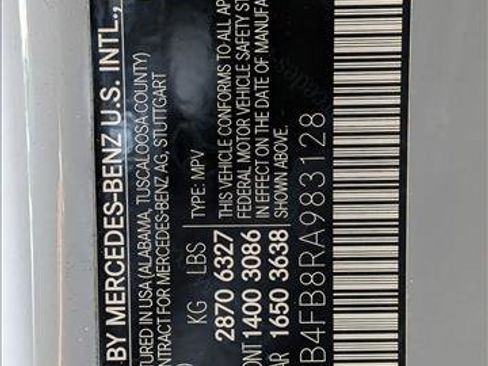 BY MERCEDES-BENZ U.S. INTL.,
TURED IN USA (ALABAMA, TUSCALOOSA COUNTY)
NTRACT FOR MERCEDES-BENZ AG, STUTTGART
KG LBS TYPE: MPV
2870 6327 THIS VEHICLE CONFORMS TO ALL AP
ONT 1400 3086 FEDERAL MOTOR VEHICLE SAFETY ST
IN EFFECT ON THE DATE OF MANUFA
AR 1650 3638 SHOWN ABOVE.
B4FB8RA983128